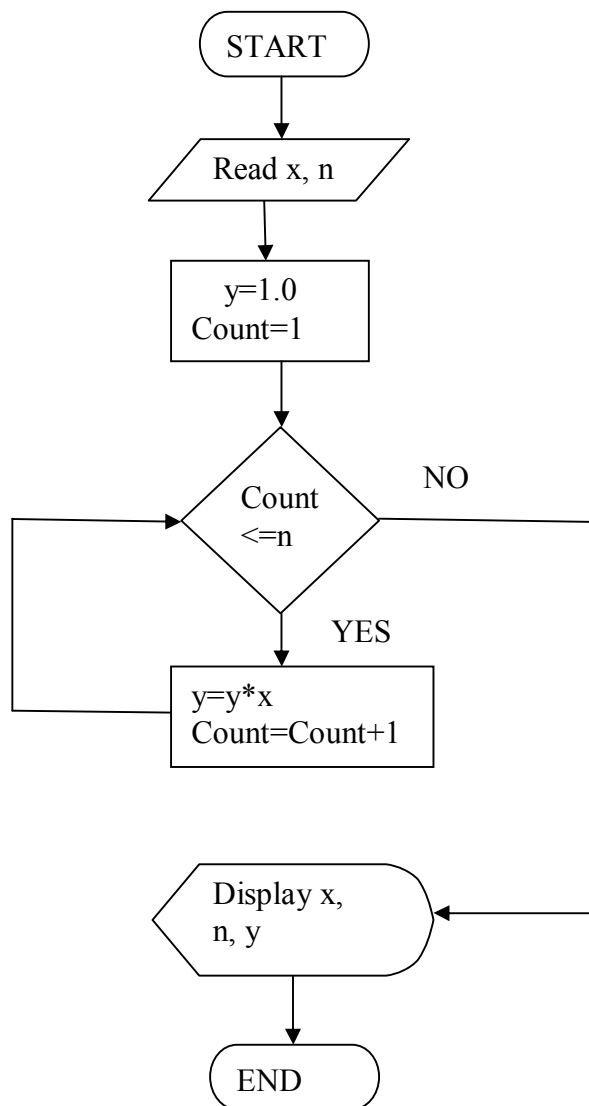 START
Read x, n
y=1.0
Count=1
Count
<=n
NO
YES
y=y*x
Count=Count+1
Display x,
n, y
END